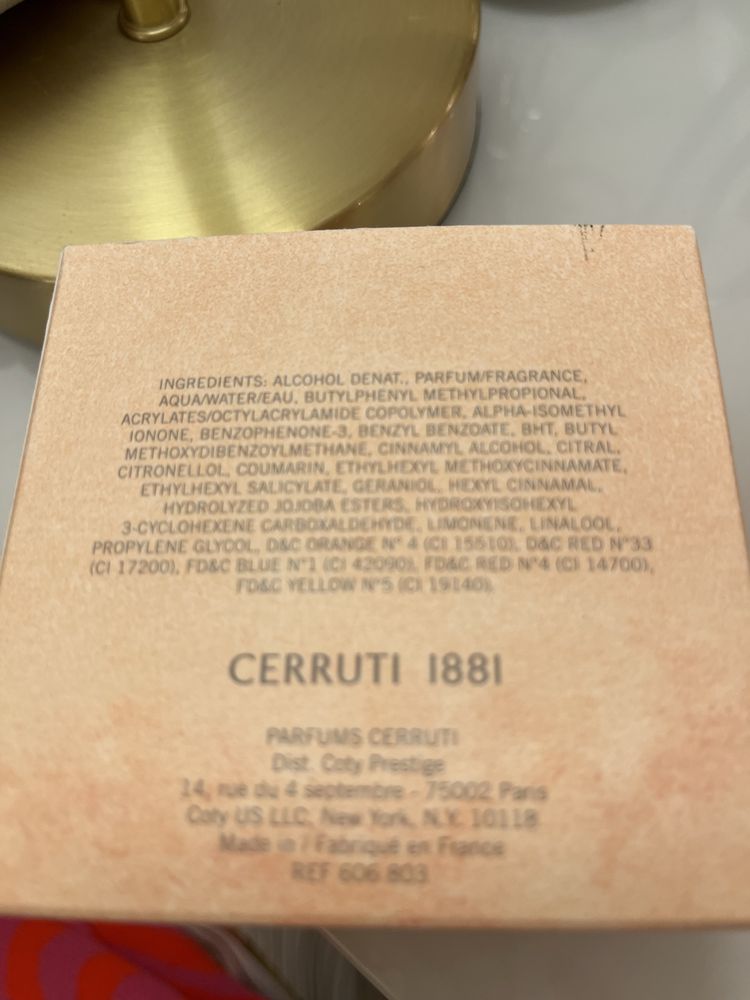 INGREDIENTS: ALCOHOL DENAT., PARFUM/FRAGRANCE,
AQUA/WATER/EAU, BUTYLPHENYL METHYLPROPIONAL,
ACRYLATES/OCTYLACRYLAMIDE COPOLYMER, ALPHA-ISOMETHYL
IONONE, BENZOPHENONE-3, BENZYL BENZOATE, BHT, BUTYL
METHOXYDIBENZOYLMETHANE, CINNAMYL ALCOHOL, CITRAL,
CITRONELLOL, COUMARIN, ETHYLHEXYL METHOXYCINNAMATE,
ETHYLHEXYL SALICYLATE, GERANIOL, HEXYL CINNAMAL,
HYDROLYZED JOJOBA ESTERS, HYDROXYISOHEXYL
3-CYCLOHEXENE CARBOXALDEHYDE, LIMONENE, LINALOOL,
PROPYLENE GLYCOL, D&C ORANGE N° 4 (CI 15510), D&C RED N°33
(CI 17200), FD&C BLUE N°1 (CI 42090), FD&C RED N°4 (CI 14700),
FD&C YELLOW N°5 (CI 19140).
CERRUTI 1881
PARFUMS CERRUTI
Dist. Coty Prestige
14, rue du 4 septembre - 75002 Paris
Coty US LLC, New York, N.Y. 10118
Made in / Fabriqué en France
REF 606 803